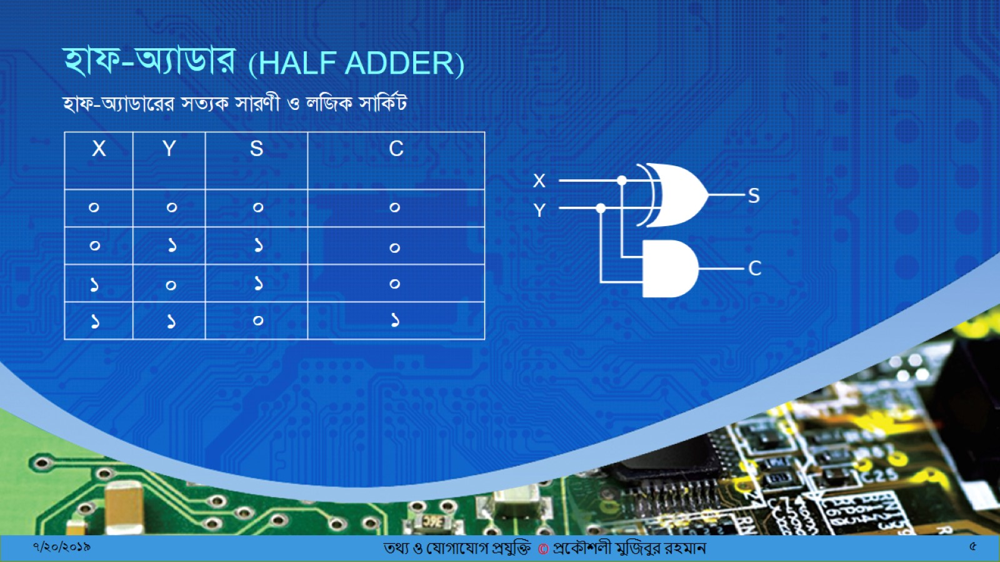 হাফ-অ্যাডার (HALF ADDER)
হাফ-অ্যাডারের সত্যক সারণী ও লজিক সার্কিট
X Y S C
০ ০ ০ ০
০ ১ ১ ০
১ ০ ১ ০
১ ১ ০ ১
X
Y
S
C
C25
৭/২০/২০১৯
তথ্য ও যোগাযোগ প্রযুক্তি © প্রকৌশলী মুজিবুর রহমান
৫